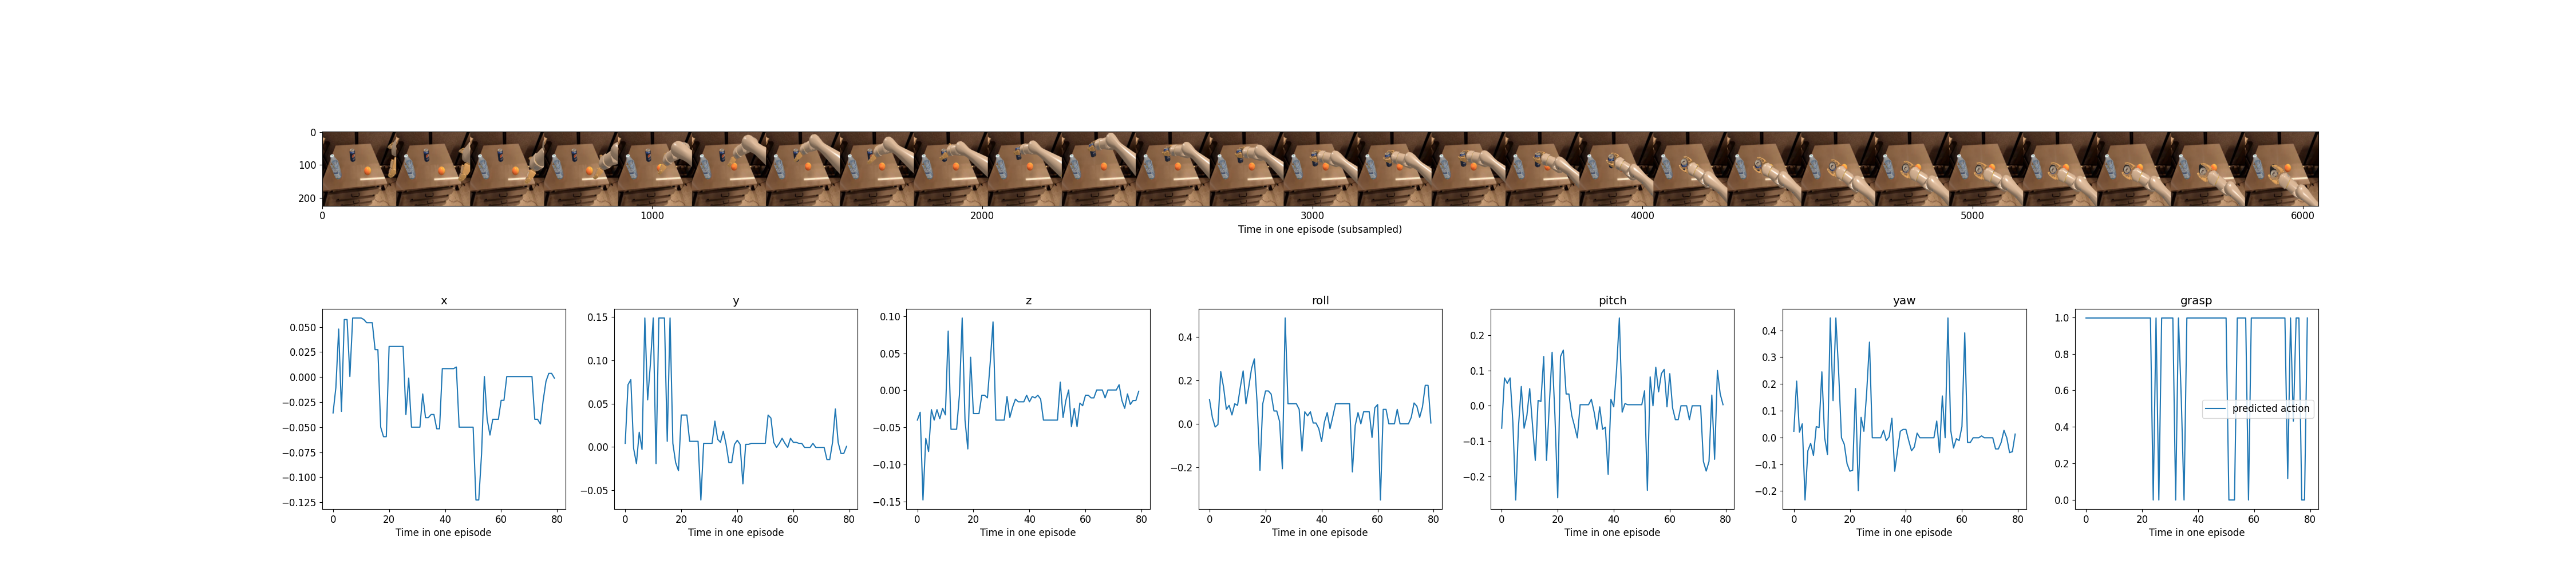 0
100
200
0 1000 2000 3000 4000 5000 6000
Time in one episode (subsampled)
x
0.050
0.025
0.000
−0.025
−0.050
−0.075
−0.100
−0.125
0 20 40 60 80
Time in one episode
y
0.15
0.10
0.05
0.00
−0.05
0 20 40 60 80
Time in one episode
z
0.10
0.05
0.00
−0.05
−0.10
−0.15
0 20 40 60 80
Time in one episode
roll
0.4
0.2
0.0
−0.2
0 20 40 60 80
Time in one episode
pitch
0.2
0.1
0.0
−0.1
−0.2
0 20 40 60 80
Time in one episode
yaw
0.4
0.3
0.2
0.1
0.0
−0.1
−0.2
0 20 40 60 80
Time in one episode
grasp
1.0
0.8
0.6
0.4
0.2
0.0
predicted action
0 20 40 60 80
Time in one episode